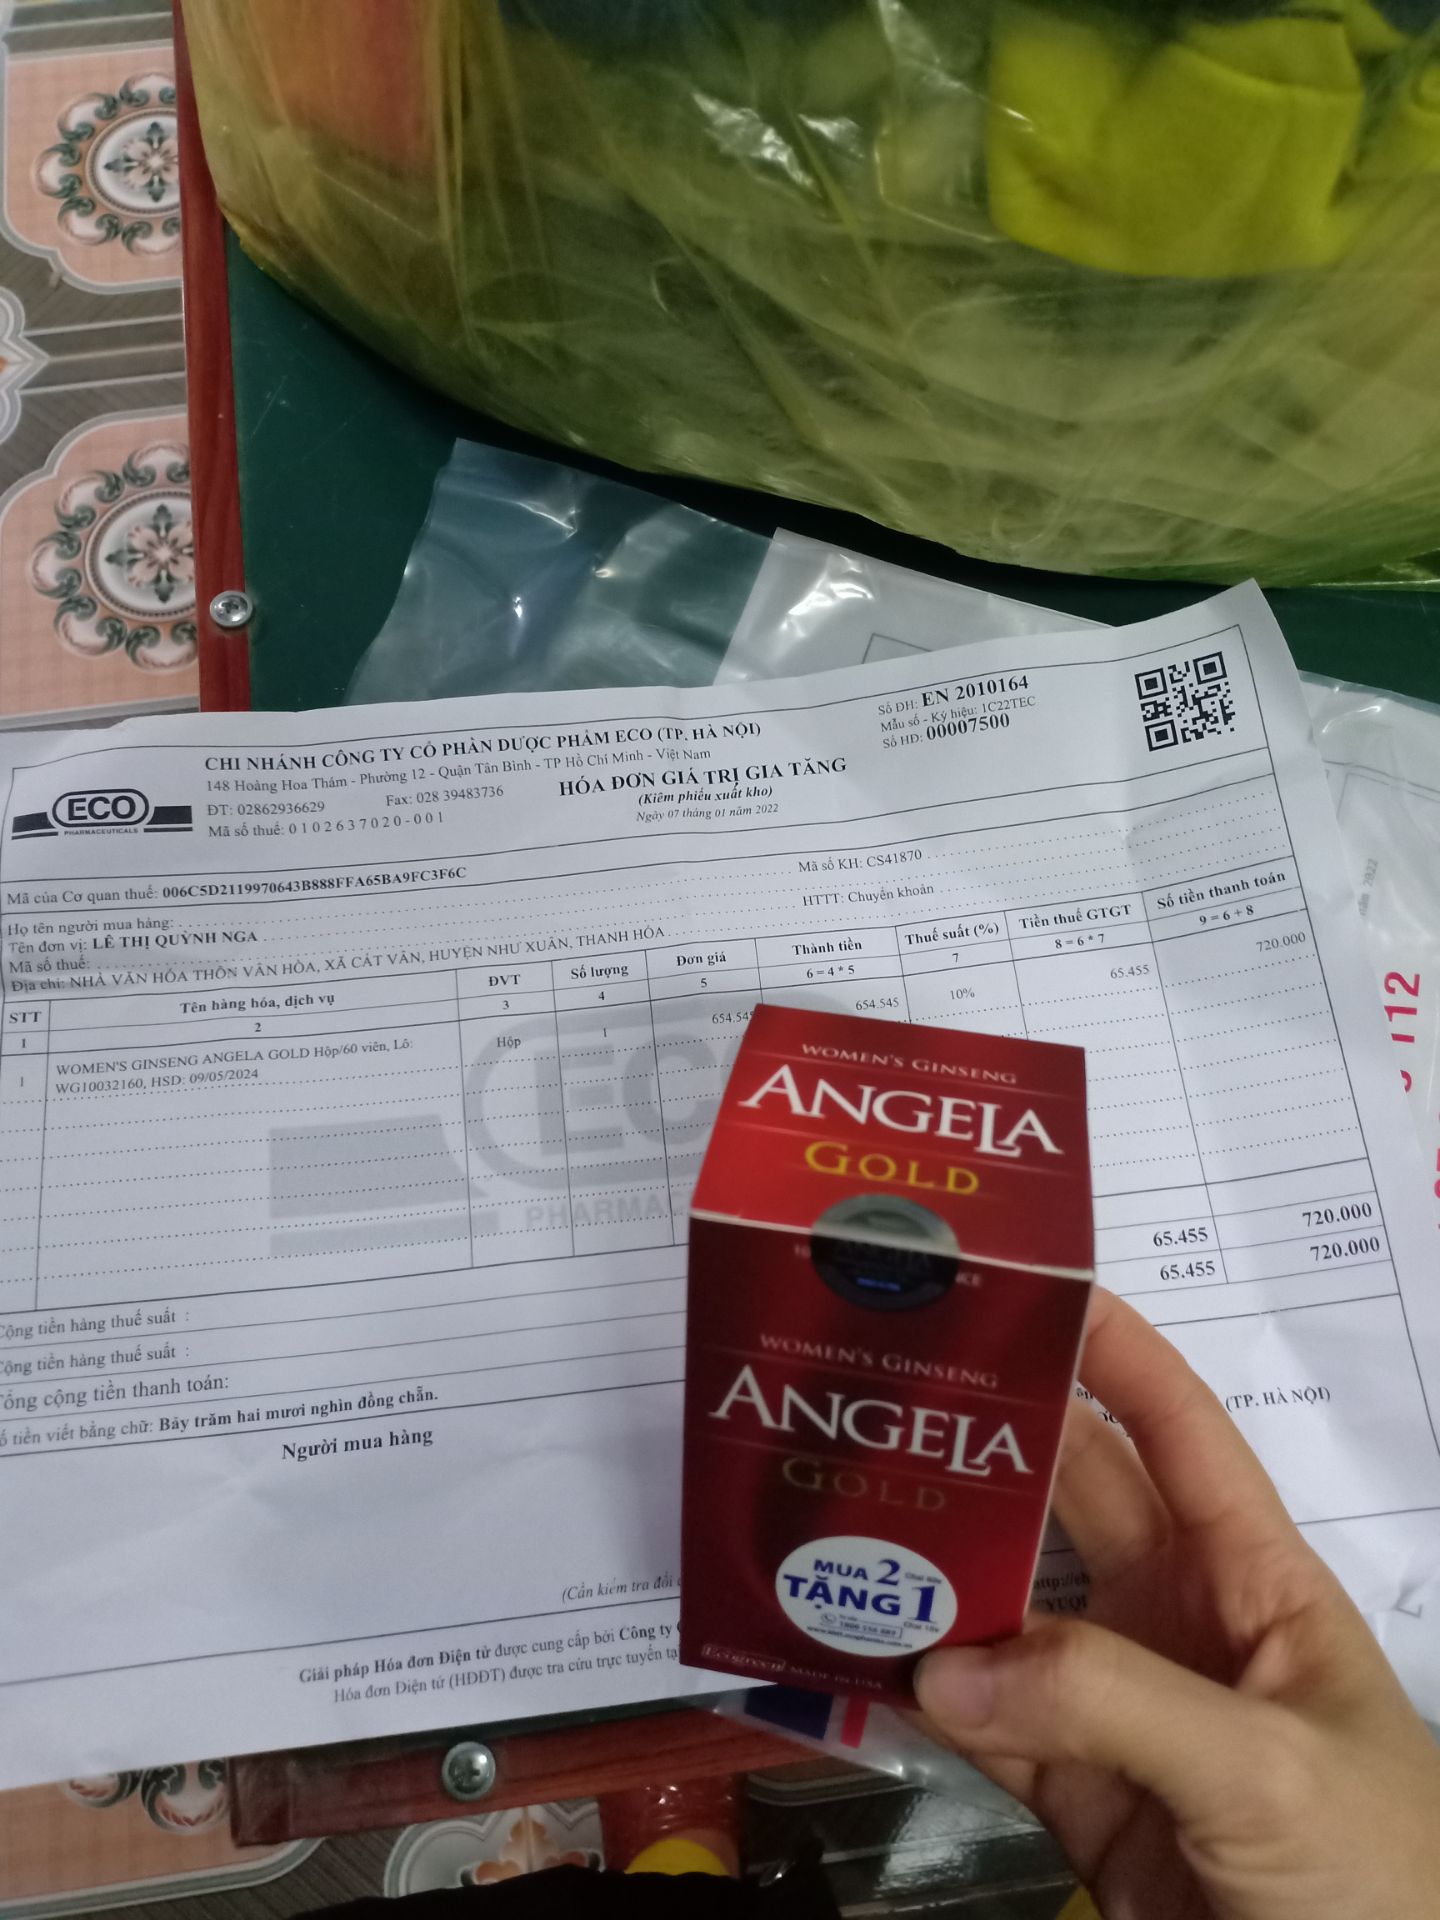 CHI NHÁNH CÔNG TY CỔ PHẦN DƯỢC PHẨM ECO (TP. HÀ NỘI)
148 Hoàng Hoa Thám - Phường 12 - Quận Tân Bình - TP Hồ Chí Minh - Việt Nam
ĐT: 02862936629 Fax: 028 39483736
Mã số thuế: 0102637020-001
ECO
PHARMACEUTICALS
HÓA ĐƠN GIÁ TRỊ GIA TĂNG
(Kiêm phiếu xuất kho)
Ngày 07 tháng 01 năm 2022
Số ĐH: EN 2010164
Mẫu số - Ký hiệu: 1C22TEC
Số HĐ: 00007500
Mã của Cơ quan thuế: 006C5D2119970643B888FFA65BA9FC3F6C
Mã số KH: CS41870
Họ tên người mua hàng:
Tên đơn vị: LÊ THỊ QUỲNH NGA
HTTT: Chuyển khoản
Mã số thuế:
Địa chỉ: NHÀ VĂN HÓA THÔN VÂN HÒA, XÃ CÁT VÂN, HUYỆN NHƯ XUÂN, THANH HÓA
STT Tên hàng hóa, dịch vụ ĐVT Số lượng Đơn giá Thành tiền Thuế suất (%) Tiền thuế GTGT Số tiền thanh toán
1 2 3 4 5 6 = 4 * 5 7 8 = 6 * 7 9 = 6 + 8
1 WOMEN'S GINSENG ANGELA GOLD Hộp/60 viên, Lô: Hộp 1 654.545 654.545 10% 65.455 720.000
WG10032160, HSD: 09/05/2024
Cộng tiền hàng thuế suất :
65.455 720.000
Cộng tiền hàng thuế suất :
65.455 720.000
Tổng cộng tiền thanh toán:
Số tiền viết bằng chữ: Bảy trăm hai mươi nghìn đồng chẵn.
Người mua hàng
(TP. HÀ NỘI)
(Cần kiểm tra đối
Giải pháp Hóa đơn Điện tử được cung cấp bởi Công ty
Hóa đơn Điện tử (HĐĐT) được tra cứu trực tuyến tạ
WOMEN'S GINSENG
ANGELA
GOLD
WOMEN'S GINSENG
ANGELA
GOLD
MUA 2
TẶNG 1
Ecogreen MADE IN USA
năm 2022
112